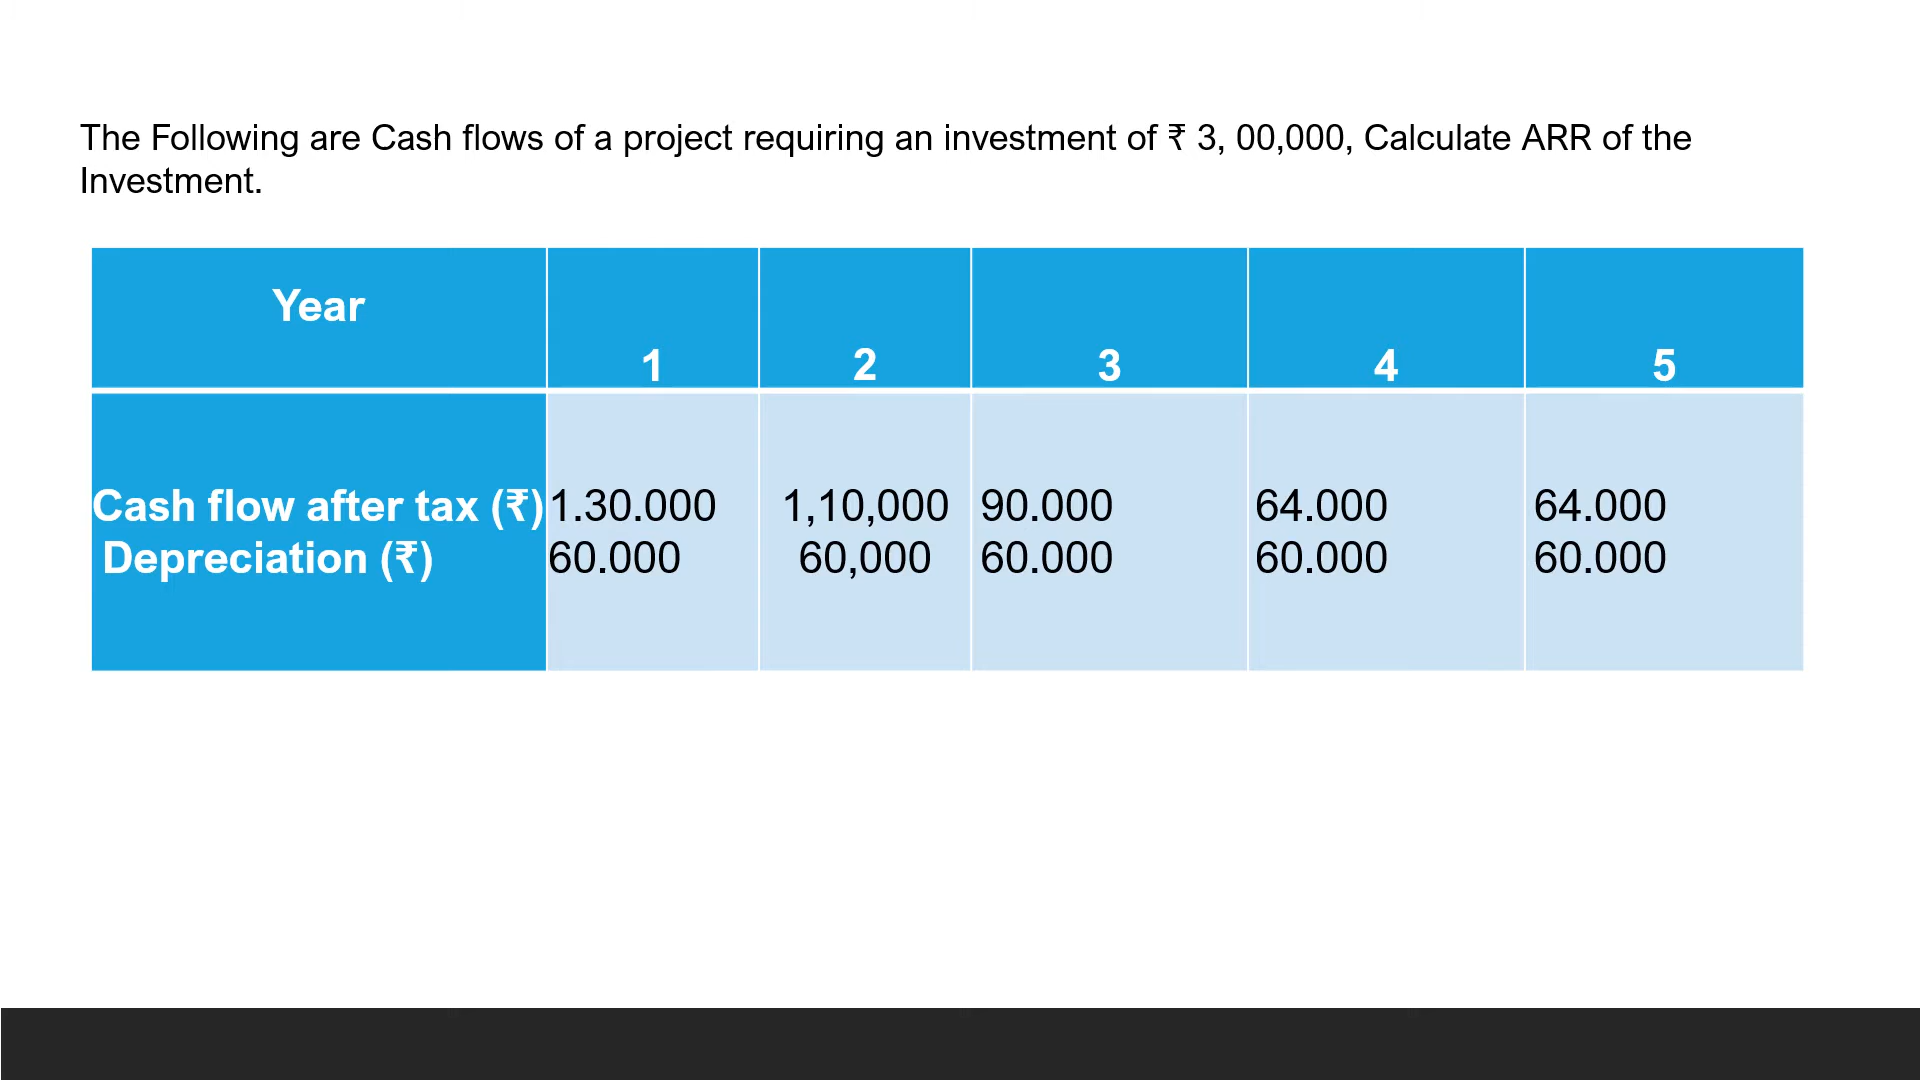 The Following are Cash flows of a project requiring an investment of ₹ 3, 00,000, Calculate ARR of the
Investment.
Year
1 2 3 4 5
Cash flow after tax (₹) 1.30.000 1,10,000 90.000 64.000 64.000
Depreciation (₹) 60.000 60,000 60.000 60.000 60.000